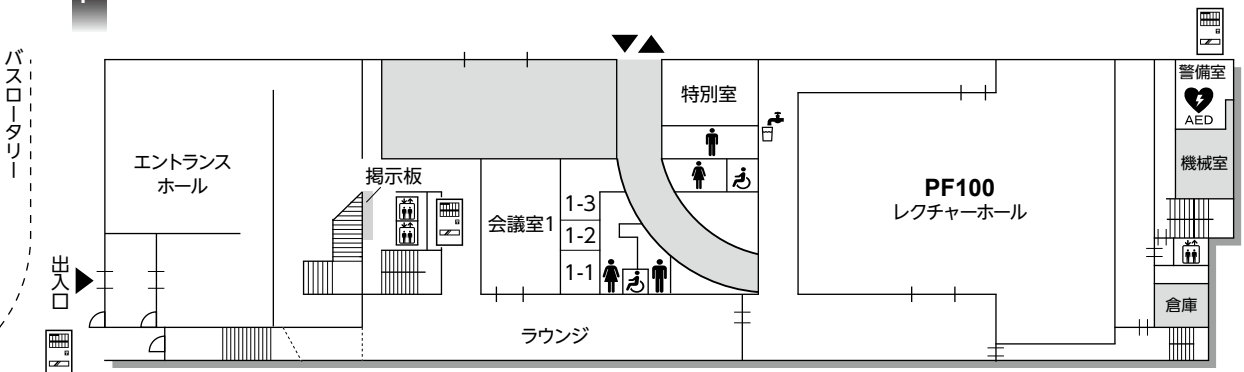 バスロータリー
エントランス
ホール
出入口
掲示板
会議室1
1-3
1-2
1-1
特別室
ラウンジ
PF100
レクチャーホール
警備室
AED
機械室
倉庫